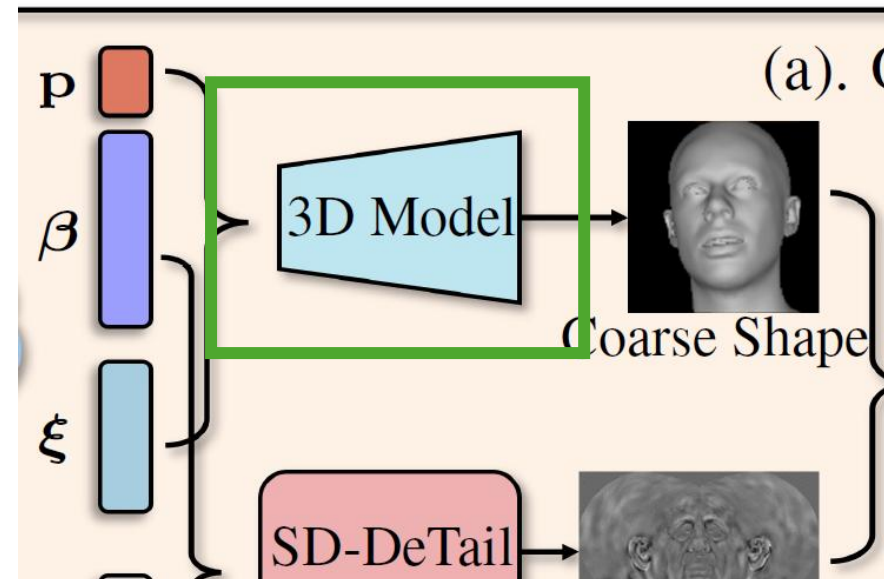 p
(a).
3D Model
β
Coarse Shape
ξ
SD-DeTail